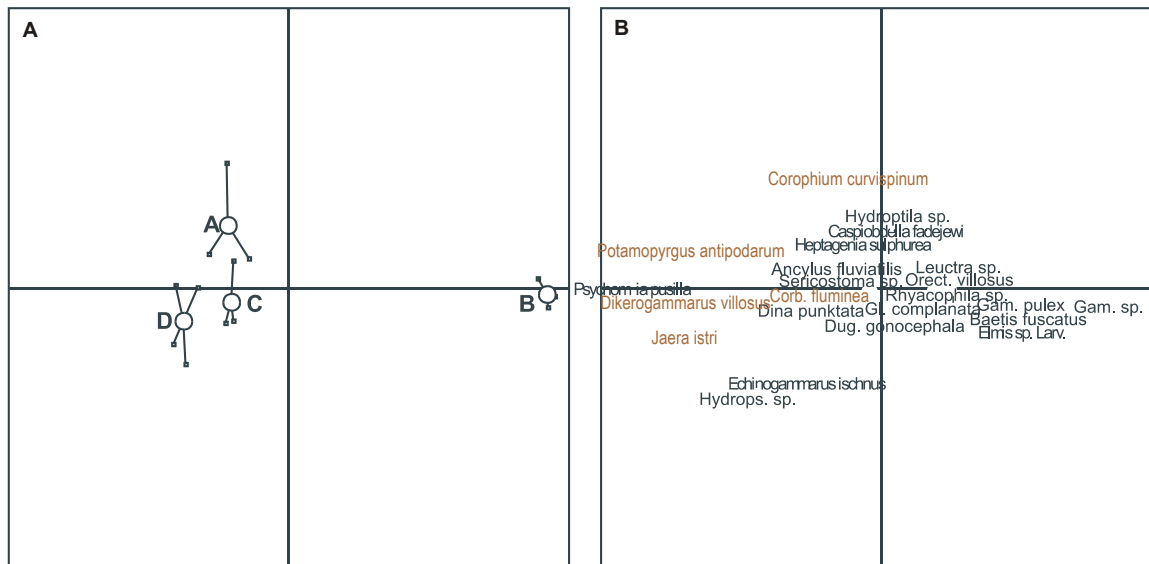 A
A
C
D
B
B
Corophium curvispinum
Hydroptila sp.
Caspiobdulla fadejewi
Heptagenia sulphurea
Potamopyrgus antipodarum
Ancylus fluviatilis
Leuctra sp.
Sericostoma sp.
Orect. villosus
Psychomia pusilla
Corb. fluminea
Rhyacophila sp.
Dikerogammarus villosus
Dina punktata
Gl. complanata
Gam. pulex
Gam. sp.
Dug. gonocephala
Baetis fuscatus
Elmis sp. Larv.
Jaera istri
Echinogammarus ischnus
Hydrops. sp.